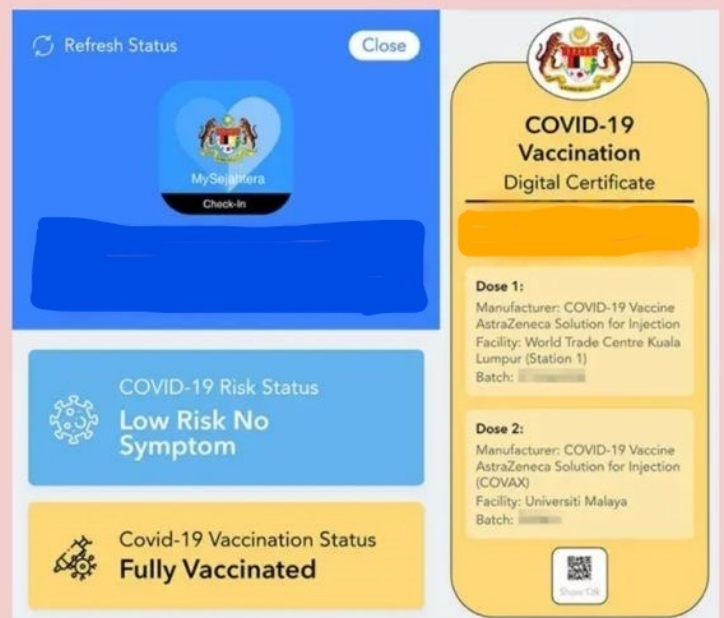 Refresh Status
Close
MySejahtera
Check-In
COVID-19 Risk Status
Low Risk No
Symptom
Covid-19 Vaccination Status
Fully Vaccinated
COVID-19
Vaccination
Digital Certificate
Dose 1:
Manufacturer: COVID-19 Vaccine
AstraZeneca Solution for Injection
Facility: World Trade Centre Kuala
Lumpur (Station 1)
Batch:
Dose 2:
Manufacturer: COVID-19 Vaccine
AstraZeneca Solution for Injection
(COVAX)
Facility: Universiti Malaya
Batch:
Show QR